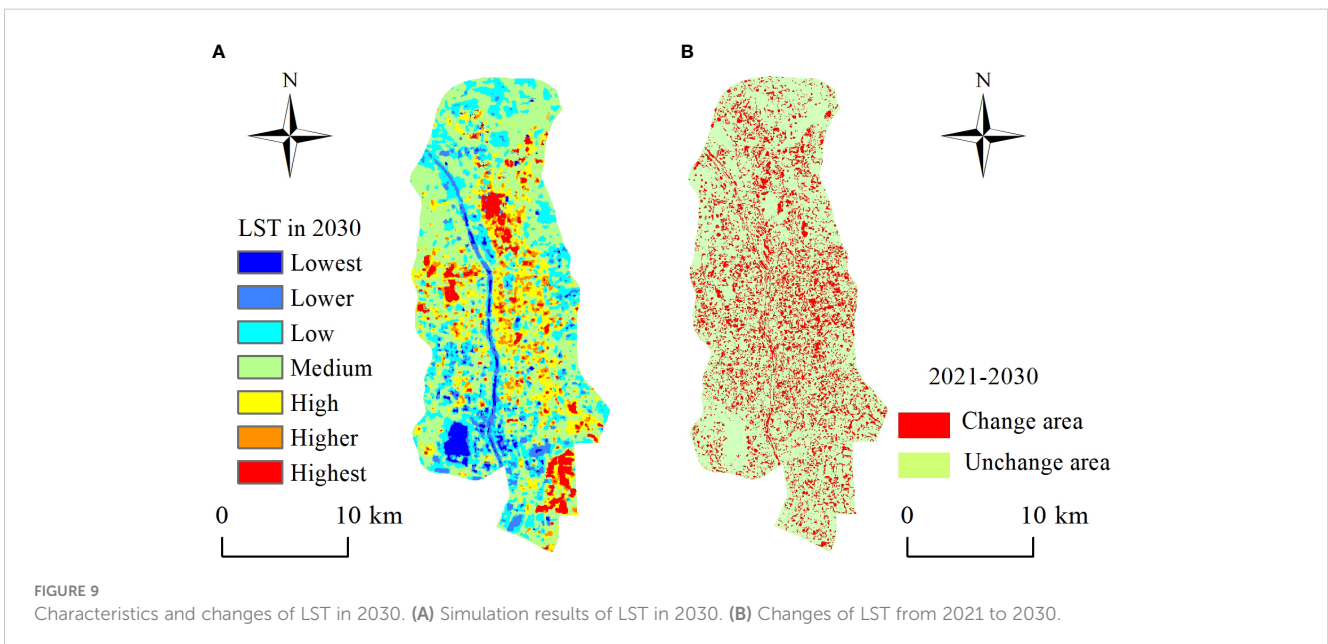 A
N
LST in 2030
Lowest
Lower
Low
Medium
High
Higher
Highest
0 10 km
B
N
2021-2030
Change area
Unchange area
0 10 km
FIGURE 9
Characteristics and changes of LST in 2030. (A) Simulation results of LST in 2030. (B) Changes of LST from 2021 to 2030.